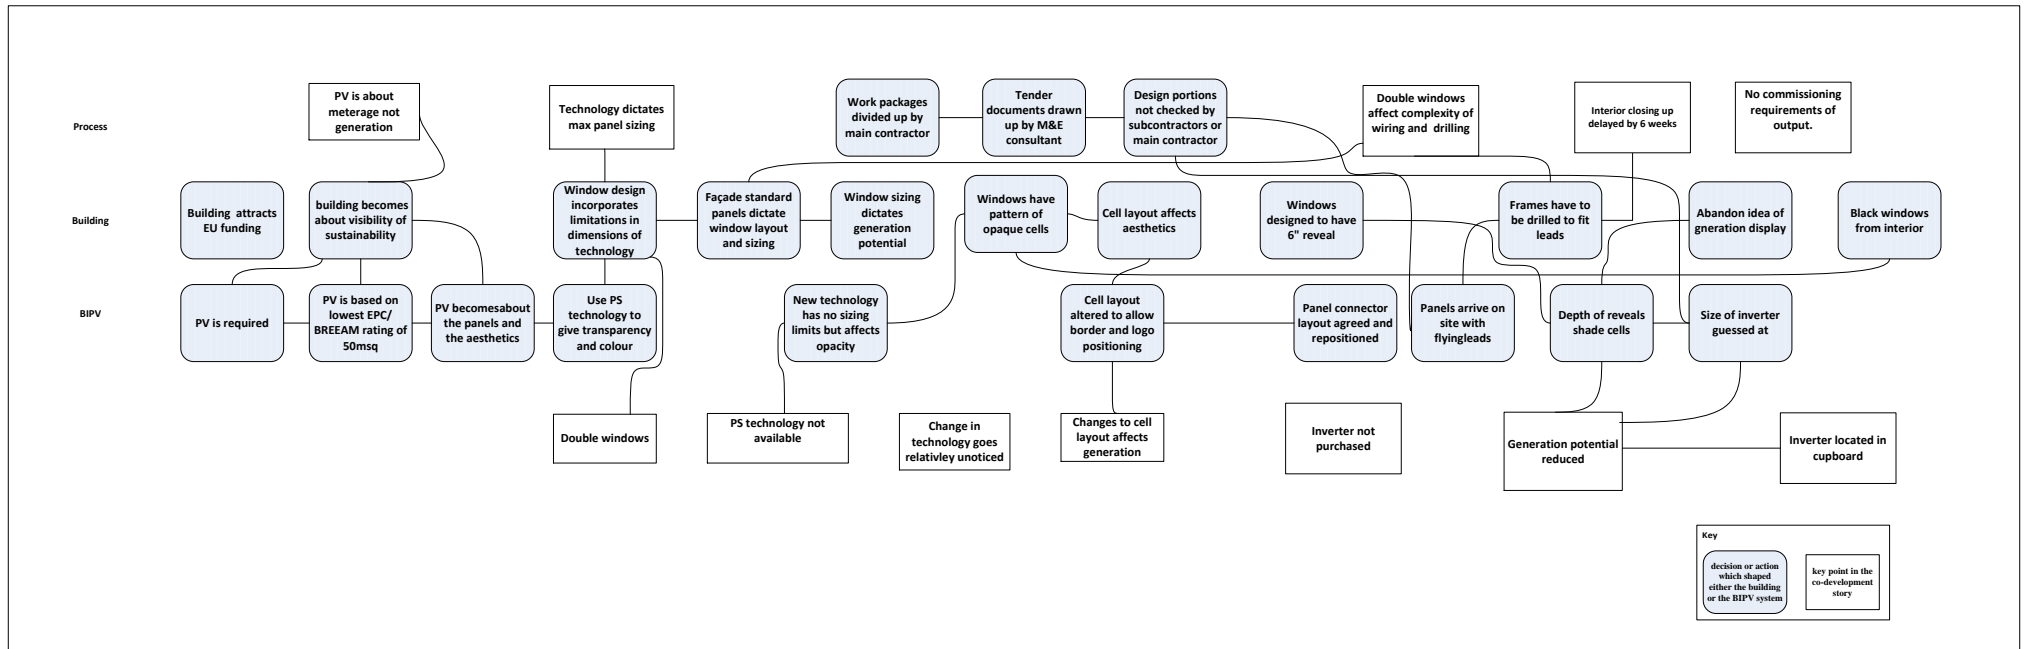 Process
PV is about
meterage not
generation
Technology dictates
max panel sizing
Work packages
divided up by
main contractor
Tender
documents drawn
up by M&E
consultant
Design portions
not checked by
subcontractors or
main contractor
Double windows
affect complexity of
wiring and drilling
Interior closing up
delayed by 6 weeks
No commissioning
requirements of
output.
Building
Building attracts
EU funding
building becomes
about visibility of
sustainability
Window design
incorporates
limitations in
dimensions of
technology
Façade standard
panels dictate
window layout
and sizing
Window sizing
dictates
generation
potential
Windows have
pattern of
opaque cells
Cell layout affects
aesthetics
Windows
designed to have
6" reveal
Frames have to
be drilled to fit
leads
Abandon idea of
gneration display
Black windows
from interior
BIPV
PV is required
PV is based on
lowest EPC/
BREEAM rating of
50msq
PV becomesabout
the panels and
the aesthetics
Use PS
technology to
give transparency
and colour
New technology
has no sizing
limits but affects
opacity
Cell layout
altered to allow
border and logo
positioning
Panel connector
layout agreed and
repositioned
Panels arrive on
site with
flyingleads
Depth of reveals
shade cells
Size of inverter
guessed at
Double windows
PS technology not
available
Change in
technology goes
relativley unoticed
Changes to cell
layout affects
generation
Inverter not
purchased
Generation potential
reduced
Inverter located in
cupboard
Key
decision or action
which shaped
either the building
or the BIPV system
key point in the
co-development
story